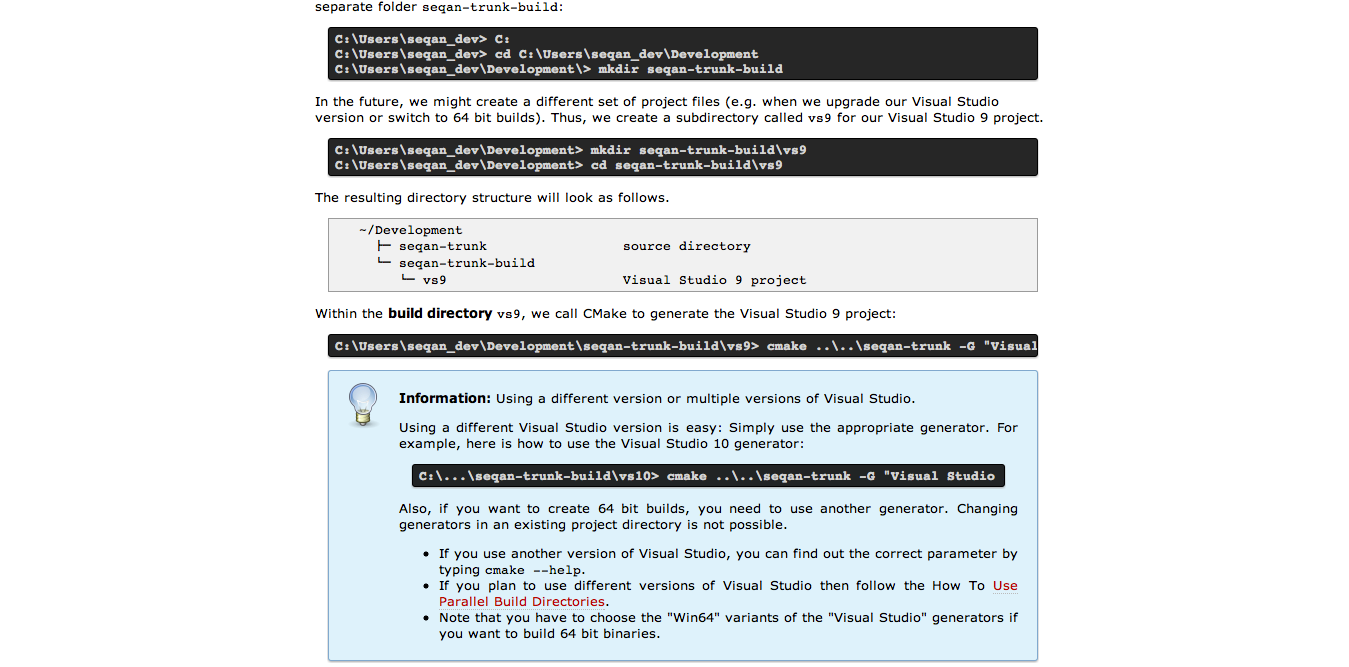 separate folder seqan-trunk-build:
C:\Users\seqan_dev> C:
C:\Users\seqan_dev> cd C:\Users\seqan_dev\Development
C:\Users\seqan_dev\Development\> mkdir seqan-trunk-build
In the future, we might create a different set of project files (e.g. when we upgrade our Visual Studio
version or switch to 64 bit builds). Thus, we create a subdirectory called vs9 for our Visual Studio 9 project.
C:\Users\seqan_dev\Development> mkdir seqan-trunk-build\vs9
C:\Users\seqan_dev\Development> cd seqan-trunk-build\vs9
The resulting directory structure will look as follows.
~/Development
├─ seqan-trunk source directory
└─ seqan-trunk-build
└─ vs9 Visual Studio 9 project
Within the build directory vs9, we call CMake to generate the Visual Studio 9 project:
C:\Users\seqan_dev\Development\seqan-trunk-build\vs9> cmake ..\..\seqan-trunk -G "Visual
Information: Using a different version or multiple versions of Visual Studio.
Using a different Visual Studio version is easy: Simply use the appropriate generator. For
example, here is how to use the Visual Studio 10 generator:
C:\...\seqan-trunk-build\vs10> cmake ..\..\seqan-trunk -G "Visual Studio
Also, if you want to create 64 bit builds, you need to use another generator. Changing
generators in an existing project directory is not possible.
• If you use another version of Visual Studio, you can find out the correct parameter by
typing cmake --help.
• If you plan to use different versions of Visual Studio then follow the How To Use
Parallel Build Directories.
• Note that you have to choose the "Win64" variants of the "Visual Studio" generators if
you want to build 64 bit binaries.